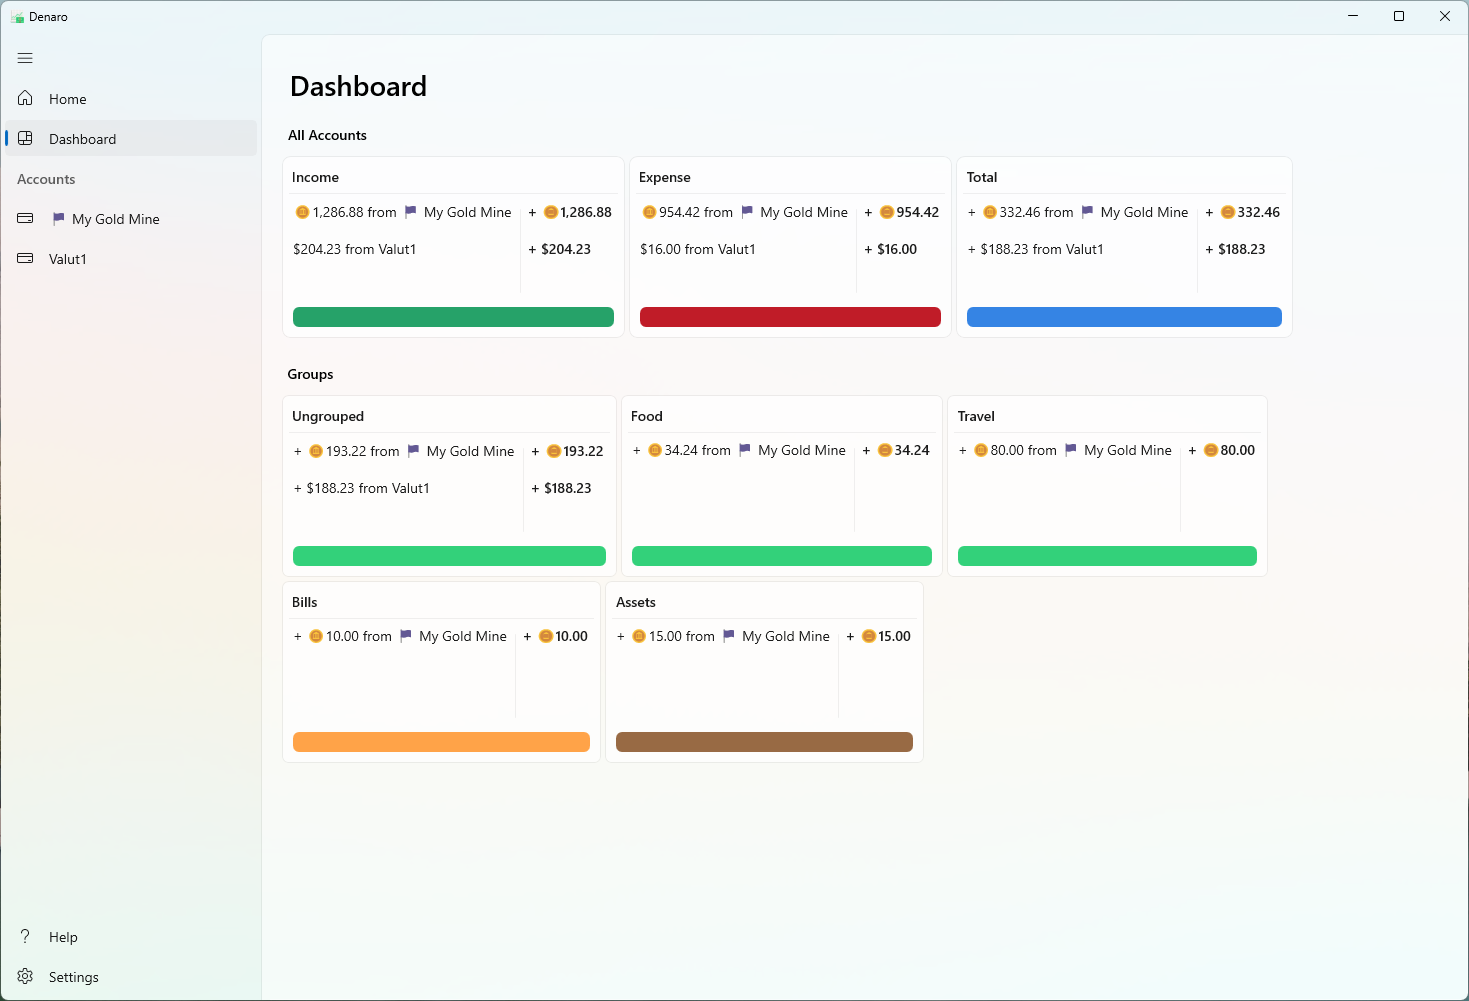 Denaro
Home
Dashboard
Accounts
My Gold Mine
Valut1
Help
Settings
Dashboard
All Accounts
Income
1,286.88 from My Gold Mine + 1,286.88
$204.23 from Valut1 + $204.23
Expense
954.42 from My Gold Mine + 954.42
$16.00 from Valut1 + $16.00
Total
+ 332.46 from My Gold Mine + 332.46
+ $188.23 from Valut1 + $188.23
Groups
Ungrouped
+ 193.22 from My Gold Mine + 193.22
+ $188.23 from Valut1 + $188.23
Food
+ 34.24 from My Gold Mine + 34.24
Travel
+ 80.00 from My Gold Mine + 80.00
Bills
+ 10.00 from My Gold Mine + 10.00
Assets
+ 15.00 from My Gold Mine + 15.00